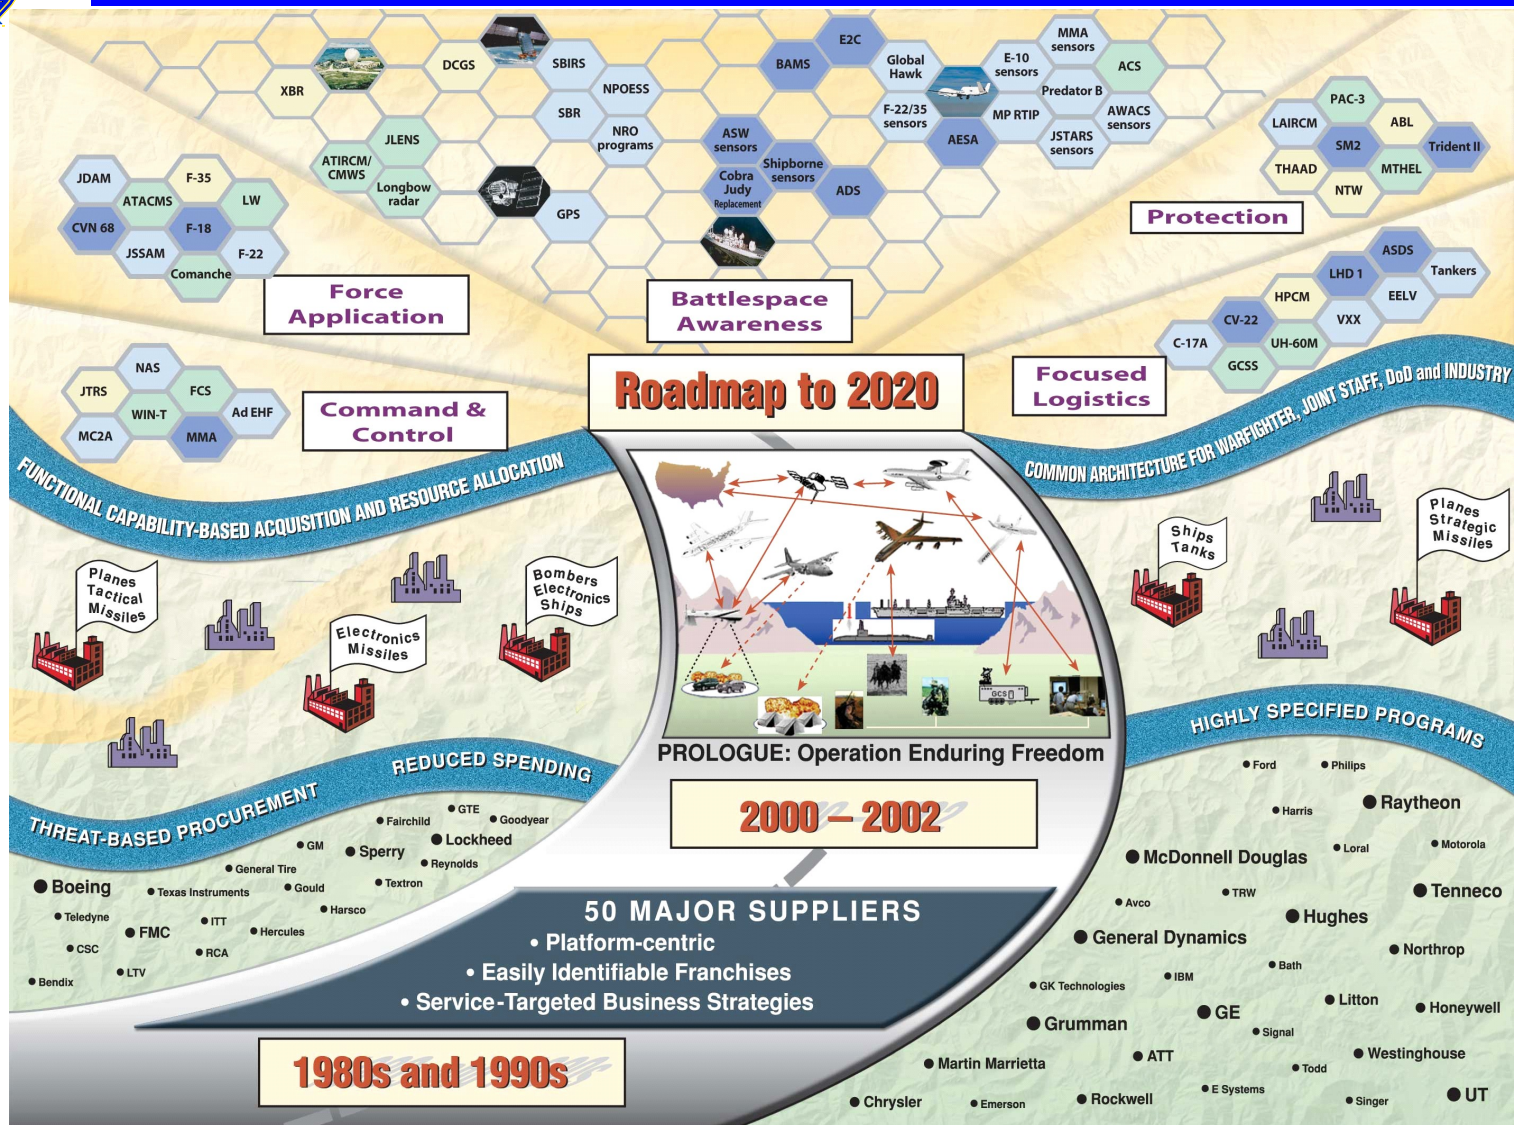 E2C
MMA
sensors
DCGS
SBIRS
BAMS
Global
Hawk
E-10
sensors
ACS
XBR
NPOESS
Predator B
SBR
F-22/35
sensors
MP RTIP
AWACS
sensors
JLENS
NRO
programs
ASW
sensors
AESA
JSTARS
sensors
ATIRCM/
CMWS
Longbow
radar
Shipborne
sensors
Cobra
Judy
Replacement
ADS
GPS
PAC-3
LAIRCM
ABL
SM2
Trident II
THAAD
MTHEL
NTW
Protection
JDAM
F-35
ATACMS
LW
CVN 68
F-18
JSSAM
F-22
Comanche
Force
Application
Battlespace
Awareness
ASDS
LHD 1
Tankers
HPCM
EELV
CV-22
VXX
C-17A
UH-60M
GCSS
Focused
Logistics
NAS
JTRS
FCS
WIN-T
Ad EHF
MC2A
MMA
Command &
Control
Roadmap to 2020
FUNCTIONAL CAPABILITY-BASED ACQUISITION AND RESOURCE ALLOCATION
COMMON ARCHITECTURE FOR WARFIGHTER, JOINT STAFF, DoD and INDUSTRY
Planes
Tactical
Missiles
Electronics
Missiles
Bombers
Electronics
Ships
Ships
Tanks
Planes
Strategic
Missiles
GCS
PROLOGUE: Operation Enduring Freedom
2000 – 2002
THREAT-BASED PROCUREMENT
REDUCED SPENDING
HIGHLY SPECIFIED PROGRAMS
• GTE
• Fairchild
• Goodyear
• GM
• Sperry
• Lockheed
• Reynolds
• General Tire
• Boeing
• Texas Instruments
• Gould
• Textron
• Teledyne
• ITT
• Harsco
• FMC
• Hercules
• CSC
• RCA
• LTV
• Bendix
• Ford
• Philips
• Harris
• Raytheon
• McDonnell Douglas
• Loral
• Motorola
• Avco
• TRW
• Tenneco
• Hughes
• General Dynamics
• Northrop
• Bath
• GK Technologies
• IBM
• Litton
• Honeywell
• Grumman
• GE
• Signal
• Martin Marrietta
• ATT
• Westinghouse
• Todd
• Chrysler
• Emerson
• Rockwell
• E Systems
• Singer
• UT
50 MAJOR SUPPLIERS
• Platform-centric
• Easily Identifiable Franchises
• Service-Targeted Business Strategies
1980s and 1990s